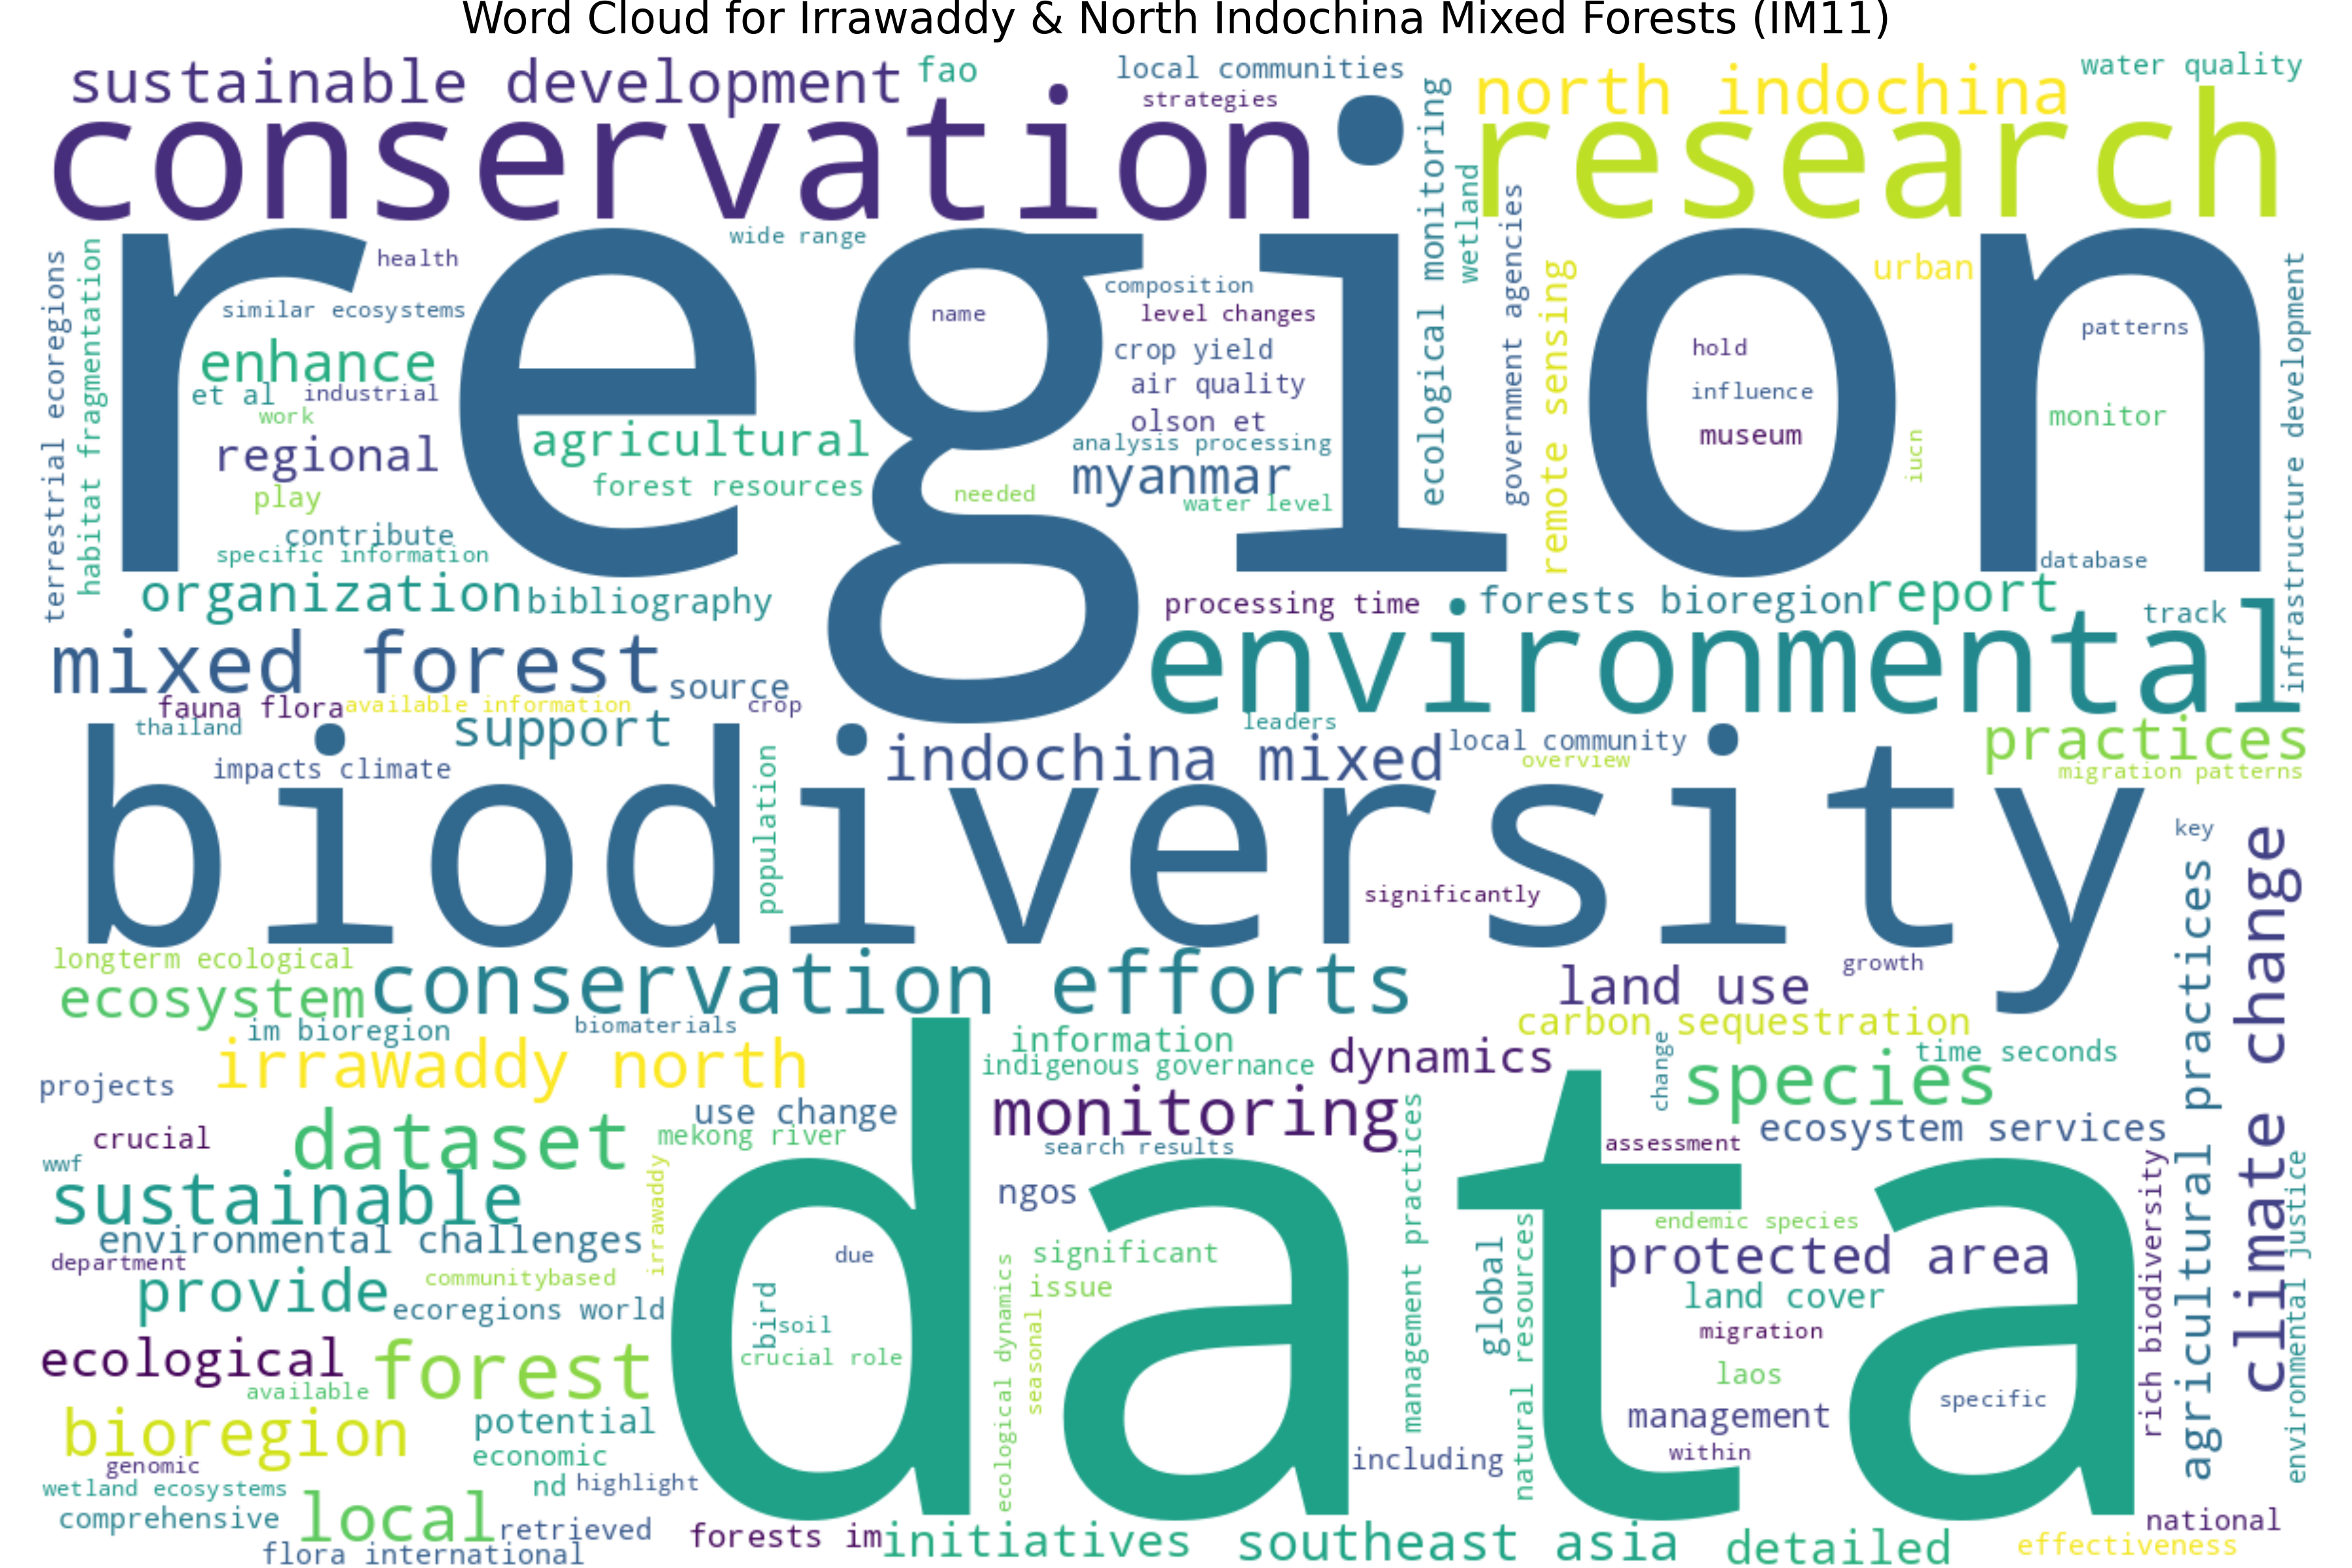 Word Cloud for Irrawaddy & North Indochina Mixed Forests (IM11)
sustainable development
fao
local communities
strategies
north indochina
water quality
conservation
research
ecological monitoring
wetland
government agencies
remote sensing
region
wide range
health
similar ecosystems
enhance
et al
industrial
work
regional
play
contribute
specific information
terrestrial ecoregions
habitat fragmentation
agricultural
forest resources
name
needed
composition
level changes
crop yield
air quality
olson et
analysis processing
myanmar
water level
hold
influence
museum
iucn
urban
patterns
monitor
database
infrastructure development
organization
bibliography
processing time
forests bioregion
report
track
environmental
mixed forest
source
fauna flora
available information
crop
thailand
support
impacts climate
leaders
indochina mixed
local community
overview
practices
migration patterns
biodiversity
population
significantly
key
climate change
agricultural practices
longterm ecological
ecosystem
conservation efforts
land use
growth
im bioregion
biomaterials
carbon sequestration
irrawaddy north
information
indigenous governance
dynamics
change
species
time seconds
projects
use change
monitoring
crucial
dataset
mekong river
search results
assessment
ecosystem services
wwf
sustainable
irrawaddy
data
ngos
management practices
environmental challenges
department
provide
communitybased
ecoregions world
due
bird
soil
crucial role
significant
issue
ecological dynamics
seasonal
global
natural resources
endemic species
protected area
land cover
migration
laos
management
within
specific
rich biodiversity
environmental justice
ecological
forest
available
bioregion
potential
economic
genomic
nd
highlight
wetland ecosystems
comprehensive
local
retrieved
flora international
including
forests im
initiatives
southeast asia
detailed
national
effectiveness